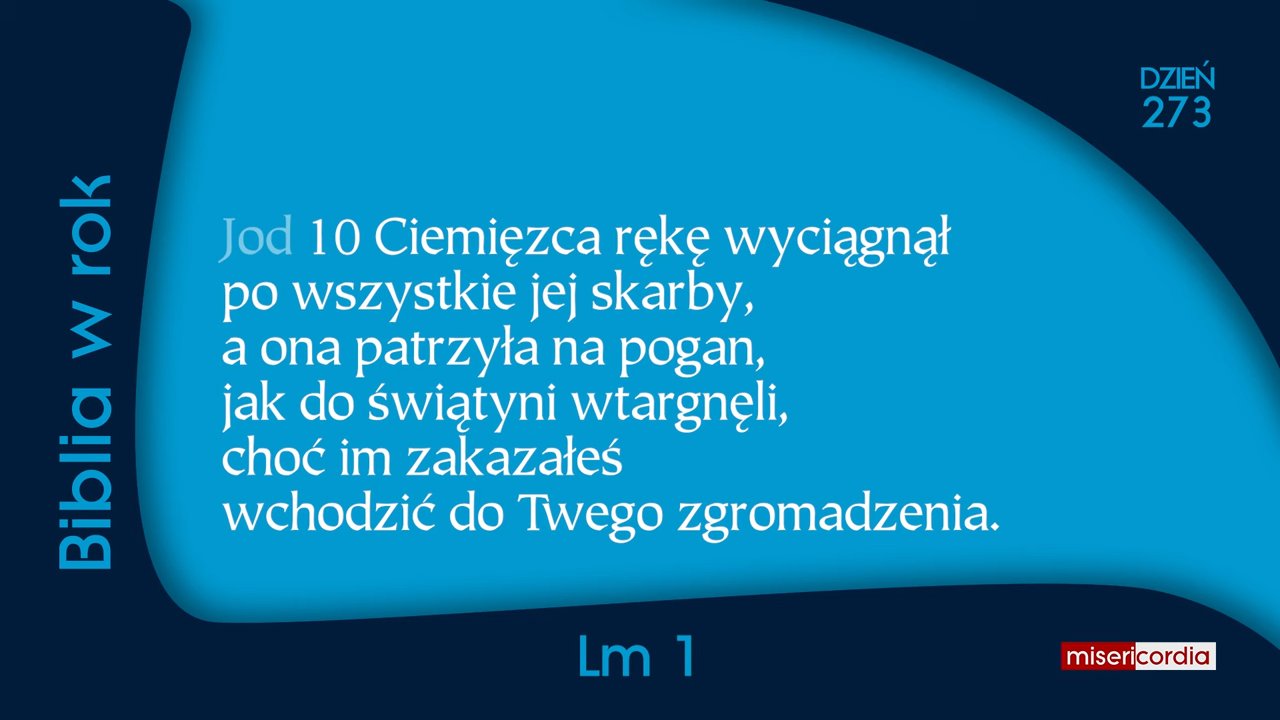 DZIEŃ
273
Biblia w rok
Jod 10 Ciemięzca rękę wyciągnął
po wszystkie jej skarby,
a ona patrzyła na pogan,
jak do świątyni wtargnęli,
choć im zakazałeś
wchodzić do Twego zgromadzenia.
Lm 1
misericordia